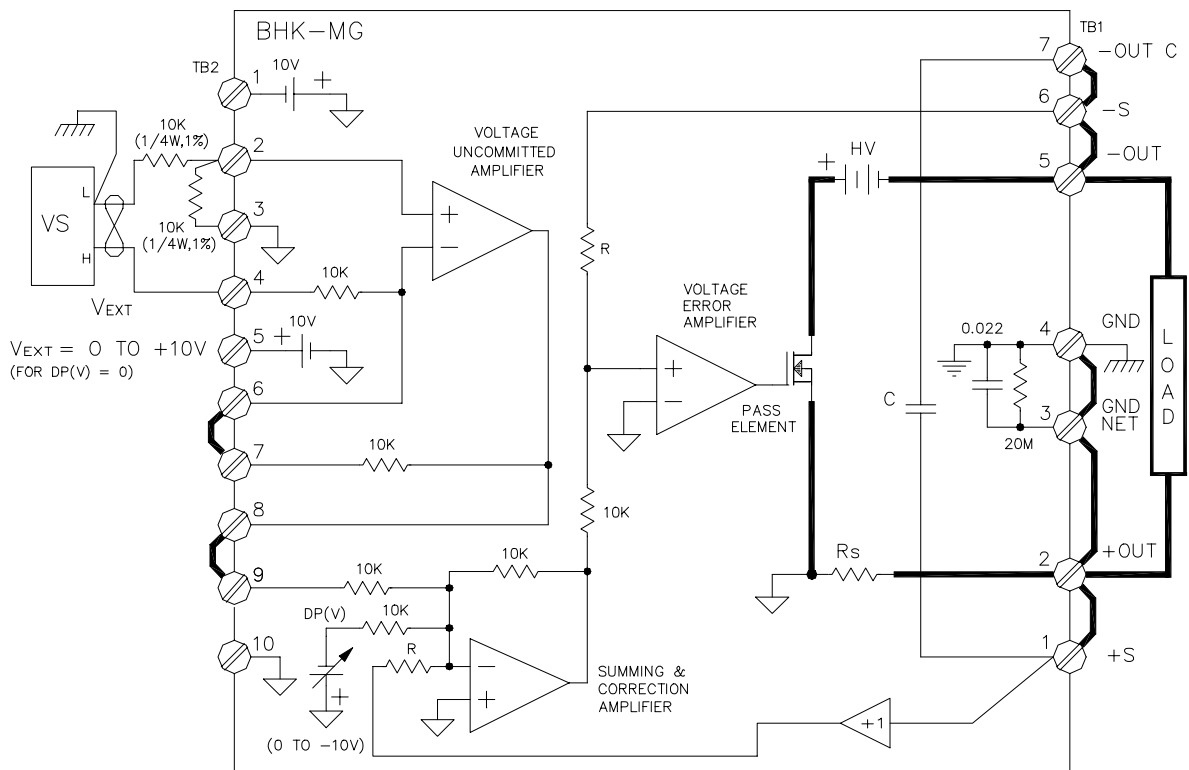 BHK-MG
TB1
7
-OUT C
TB2
1
10V
+
6
-S
10K
(1/4W,1%)
2
VOLTAGE
UNCOMMITTED
AMPLIFIER
+
HV
5
-OUT
L
VS
H
10K
(1/4W,1%)
3
+
−
R
4
10K
VEXT
VOLTAGE
ERROR
AMPLIFIER
VEXT = 0 TO +10V
(FOR DP(V) = 0)
5
+
10V
0.022
4
GND
LOAD
6
+
−
PASS
ELEMENT
C
3
GND
NET
20M
7
10K
8
10K
10K
Rs
2
+OUT
9
10K
DP(V)
10K
R
10
−
+
SUMMING &
CORRECTION
AMPLIFIER
1
+S
+
(0 TO -10V)
+1